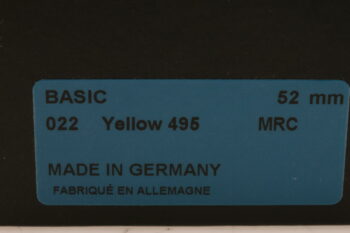 BASIC 52 mm
022 Yellow 495 MRC
MADE IN GERMANY
FABRIQUÉ EN ALLEMAGNE